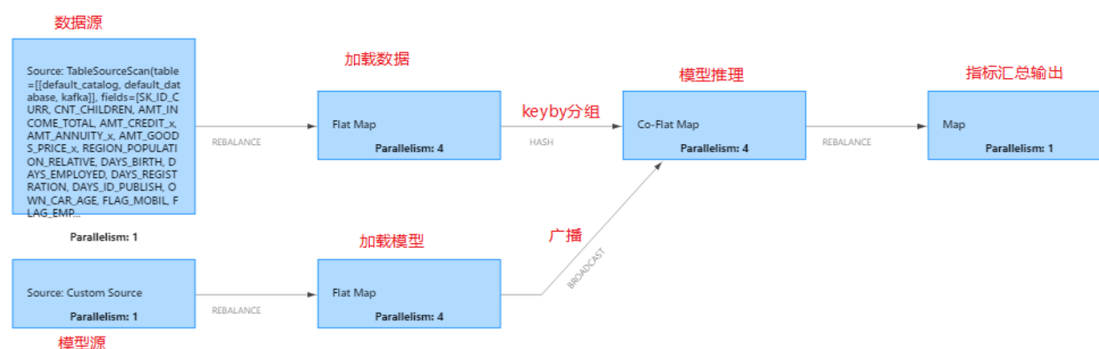 数据源
Source: TableSourceScan(table
=[[default_catalog, default_dat
abase, kafka]], fields=[SK_ID_C
URR, CNT_CHILDREN, AMT_IN
COME_TOTAL, AMT_CREDIT_x,
AMT_ANNUITY_x, AMT_GOOD
S_PRICE_x, REGION_POPULATI
ON_RELATIVE, DAYS_BIRTH, D
AYS_EMPLOYED, DAYS_REGIST
RATION, DAYS_ID_PUBLISH, O
WN_CAR_AGE, FLAG_MOBIL, F
LAG_EMP...
Parallelism: 1
REBALANCE
加载数据
Flat Map
Parallelism: 4
keyby分组
HASH
模型推理
Co-Flat Map
Parallelism: 4
REBALANCE
指标汇总输出
Map
Parallelism: 1
Source: Custom Source
Parallelism: 1
模型源
REBALANCE
加载模型
Flat Map
Parallelism: 4
广播
BROADCAST